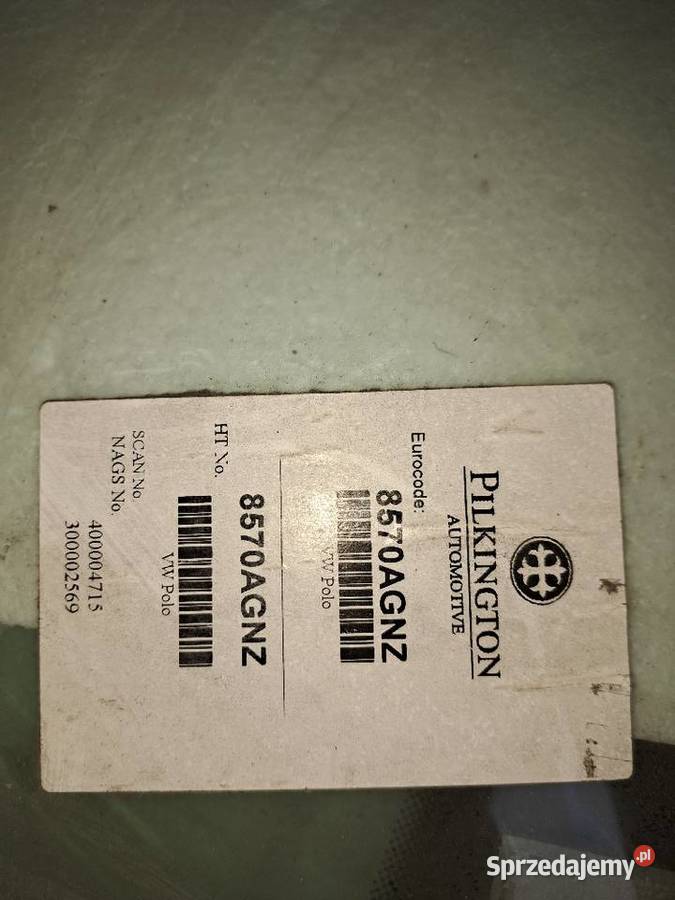 PILKINGTON
AUTOMOTIVE
Eurocode:
8570AGNZ
VW Polo
HT No.
8570AGNZ
VW Polo
SCAN No 400004715
NAGS No. 300002569
Sprzedajemy.pl